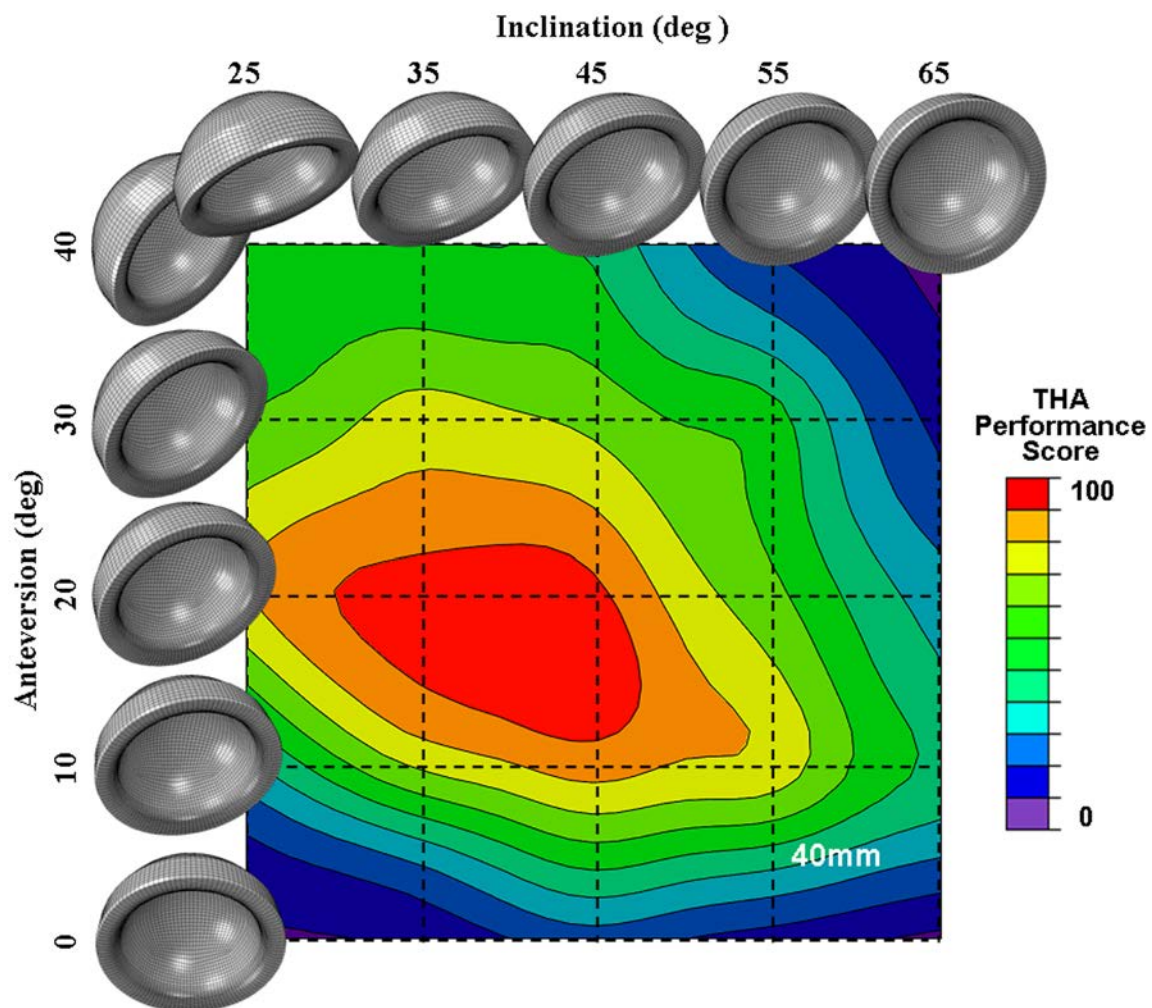 Inclination (deg )
25 35 45 55 65
Anteversion (deg)
40
30
20
10
0
THA
Performance
Score
100
0
40mm